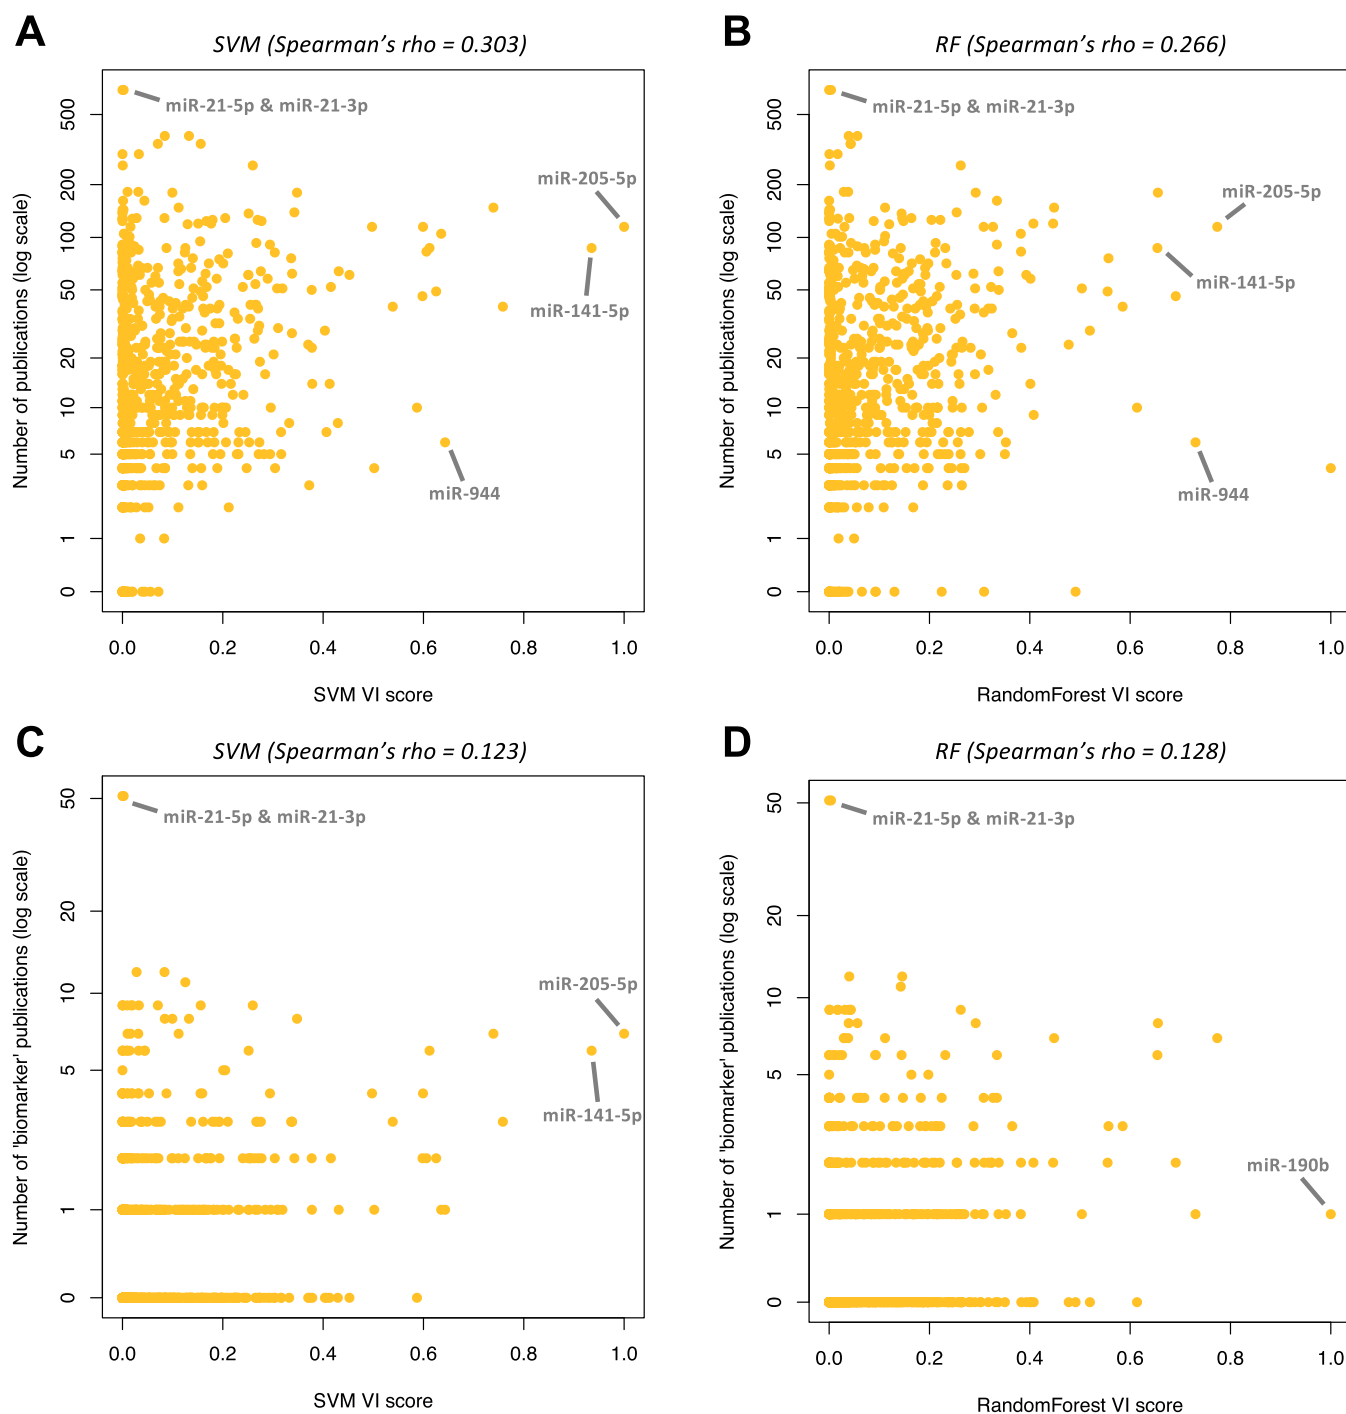 A
SVM (Spearman's rho = 0.303)
Number of publications (log scale)
500
200
100
50
20
10
5
1
0
miR-21-5p & miR-21-3p
miR-205-5p
miR-141-5p
miR-944
0.0 0.2 0.4 0.6 0.8 1.0
SVM VI score
B
RF (Spearman's rho = 0.266)
Number of publications (log scale)
500
200
100
50
20
10
5
1
0
miR-21-5p & miR-21-3p
miR-205-5p
miR-141-5p
miR-944
0.0 0.2 0.4 0.6 0.8 1.0
RandomForest VI score
C
SVM (Spearman's rho = 0.123)
Number of 'biomarker' publications (log scale)
50
20
10
5
1
0
miR-21-5p & miR-21-3p
miR-205-5p
miR-141-5p
0.0 0.2 0.4 0.6 0.8 1.0
SVM VI score
D
RF (Spearman's rho = 0.128)
Number of 'biomarker' publications (log scale)
50
20
10
5
1
0
miR-21-5p & miR-21-3p
miR-190b
0.0 0.2 0.4 0.6 0.8 1.0
RandomForest VI score